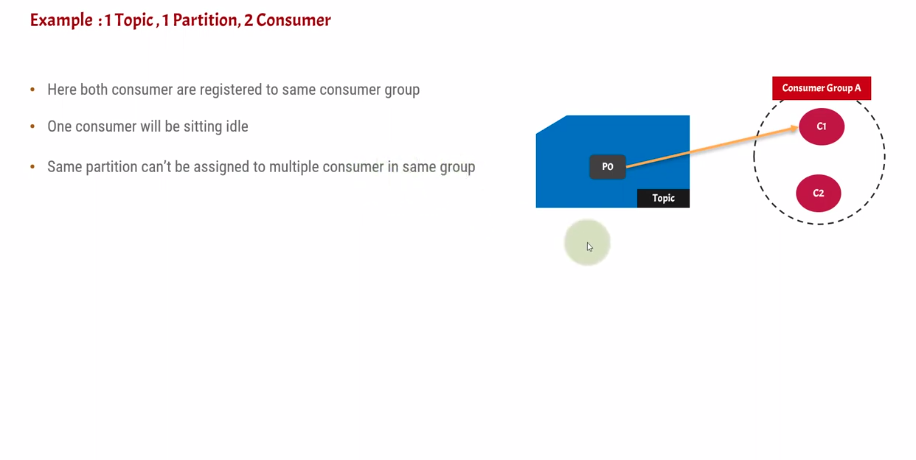 Example : 1 Topic , 1 Partition, 2 Consumer
• Here both consumer are registered to same consumer group
• One consumer will be sitting idle
• Same partition can't be assigned to multiple consumer in same group
Consumer Group A
C1
P0
C2
Topic